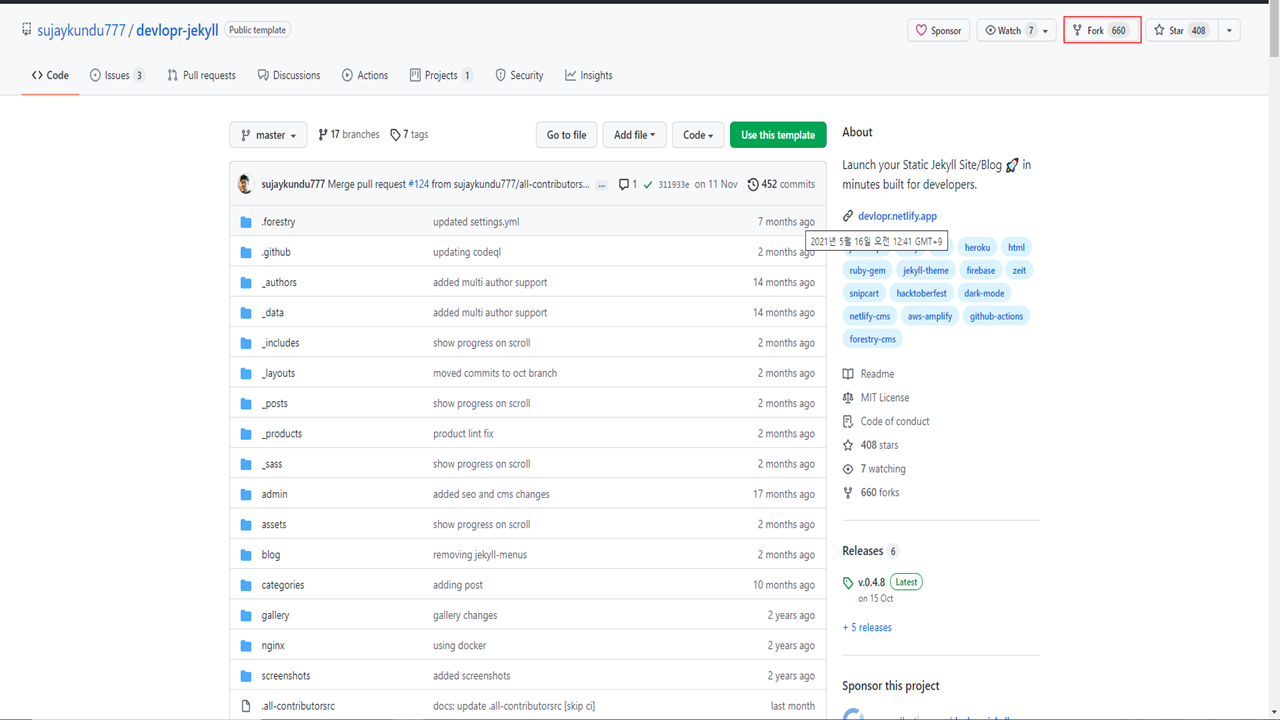 sujaykundu777 / devlopr-jekyll Public template
Sponsor Watch 7 Fork 660 Star 408
Code Issues 3 Pull requests Discussions Actions Projects 1 Security Insights
master 17 branches 7 tags Go to file Add file Code Use this template
sujaykundu777 Merge pull request #124 from sujaykundu777/all-contributors... ... 1 311933e on 11 Nov 452 commits
.forestry updated settings.yml 7 months ago
.github updating codeql 2 months ago
_authors added multi author support 14 months ago
_data added multi author support 14 months ago
_includes show progress on scroll 2 months ago
_layouts moved commits to oct branch 2 months ago
_posts show progress on scroll 2 months ago
_products product lint fix 2 months ago
_sass show progress on scroll 2 months ago
admin added seo and cms changes 17 months ago
assets show progress on scroll 2 months ago
blog removing jekyll-menus 2 months ago
categories adding post 10 months ago
gallery gallery changes 2 years ago
nginx using docker 2 years ago
screenshots added screenshots 2 years ago
.all-contributorsrc docs: update .all-contributorsrc [skip ci] last month
About
Launch your Static Jekyll Site/Blog 🚀 in
minutes built for developers.
devlopr.netlify.app
2021년 5월 16일 오전 12:41 GMT+9
heroku html
ruby-gem jekyll-theme firebase zeit
snipcart hacktoberfest dark-mode
netlify-cms aws-amplify github-actions
forestry-cms
Readme
MIT License
Code of conduct
408 stars
7 watching
660 forks
Releases 6
v.0.4.8 Latest
on 15 Oct
+ 5 releases
Sponsor this project